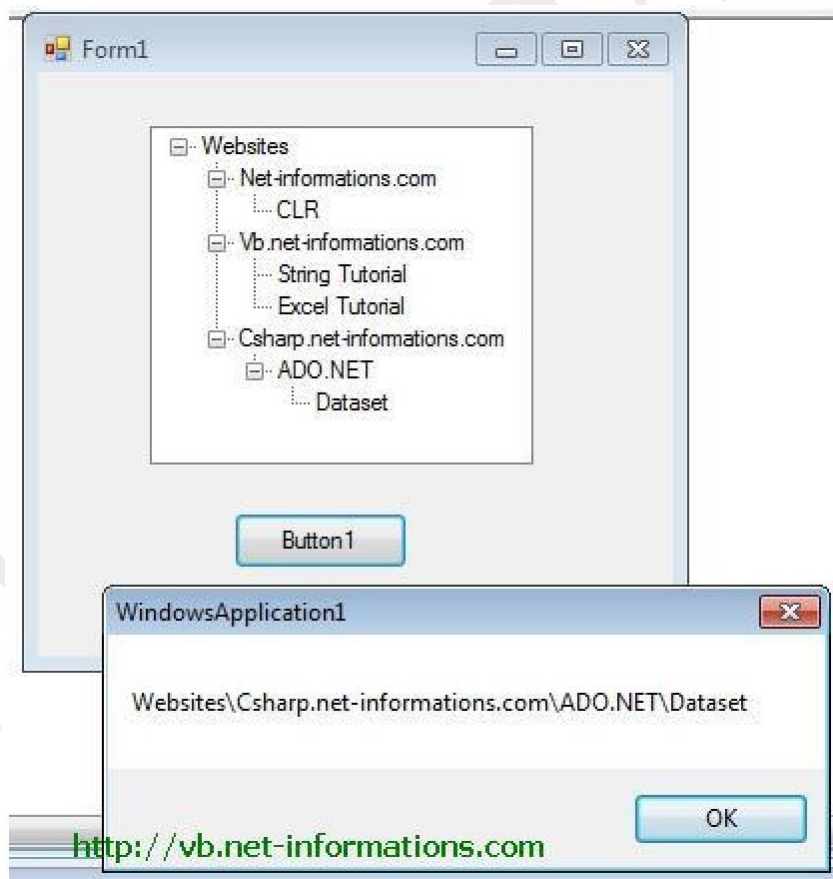 Form1
Websites
Net-informations.com
CLR
Vb.net-informations.com
String Tutorial
Excel Tutorial
Csharp.net-informations.com
ADO.NET
Dataset
Button1
WindowsApplication1
Websites\Csharp.net-informations.com\ADO.NET\Dataset
OK
http://vb.net-informations.com